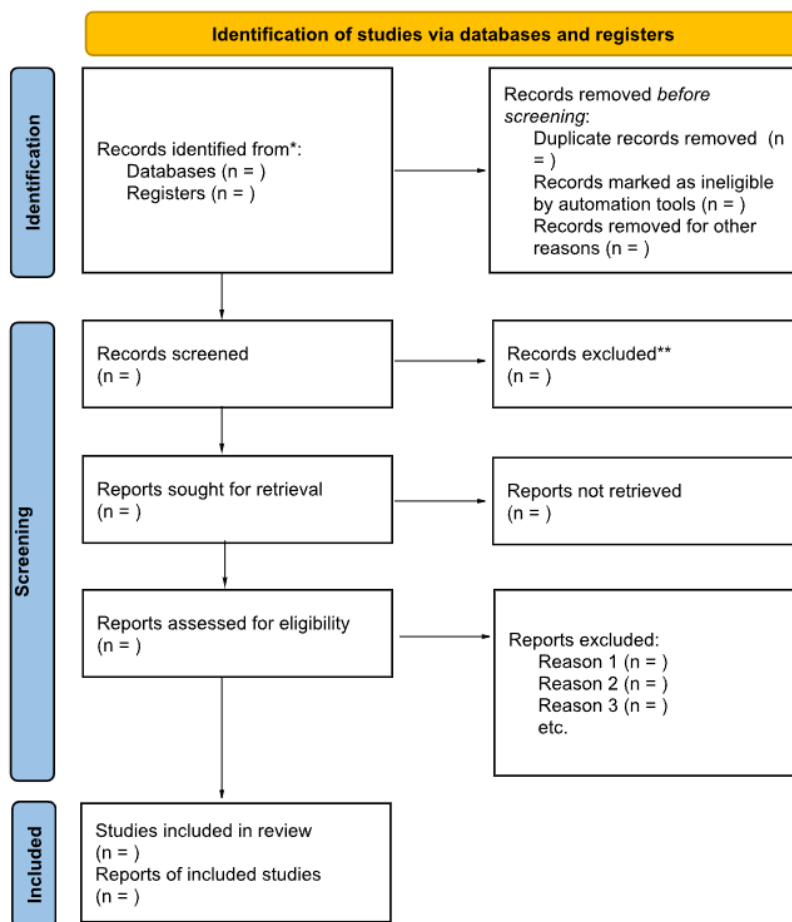 Identification of studies via databases and registers
Identification
Records identified from*:
Databases (n = )
Registers (n = )
Records removed before
screening:
Duplicate records removed (n
= )
Records marked as ineligible
by automation tools (n = )
Records removed for other
reasons (n = )
Screening
Records screened
(n = )
Records excluded**
(n = )
Reports sought for retrieval
(n = )
Reports not retrieved
(n = )
Reports assessed for eligibility
(n = )
Reports excluded:
Reason 1 (n = )
Reason 2 (n = )
Reason 3 (n = )
etc.
Included
Studies included in review
(n = )
Reports of included studies
(n = )